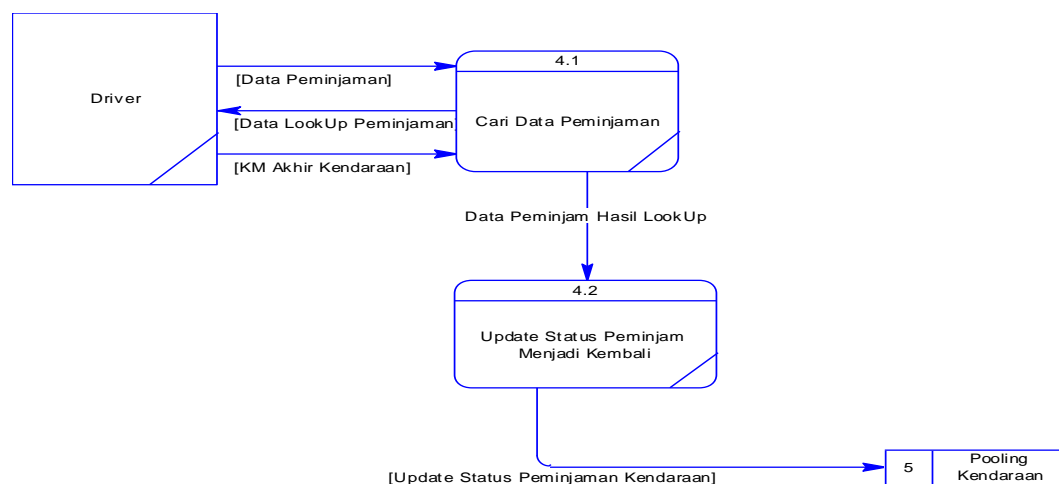 4.1
[Data Peminjaman]
Driver
[Data LookUp Peminjaman]
Cari Data Peminjaman
[KM Akhir Kendaraan]
Data Peminjam Hasil LookUp
4.2
Update Status Peminjam
Menjadi Kembali
[Update Status Peminjaman Kendaraan]
5
Pooling
Kendaraan